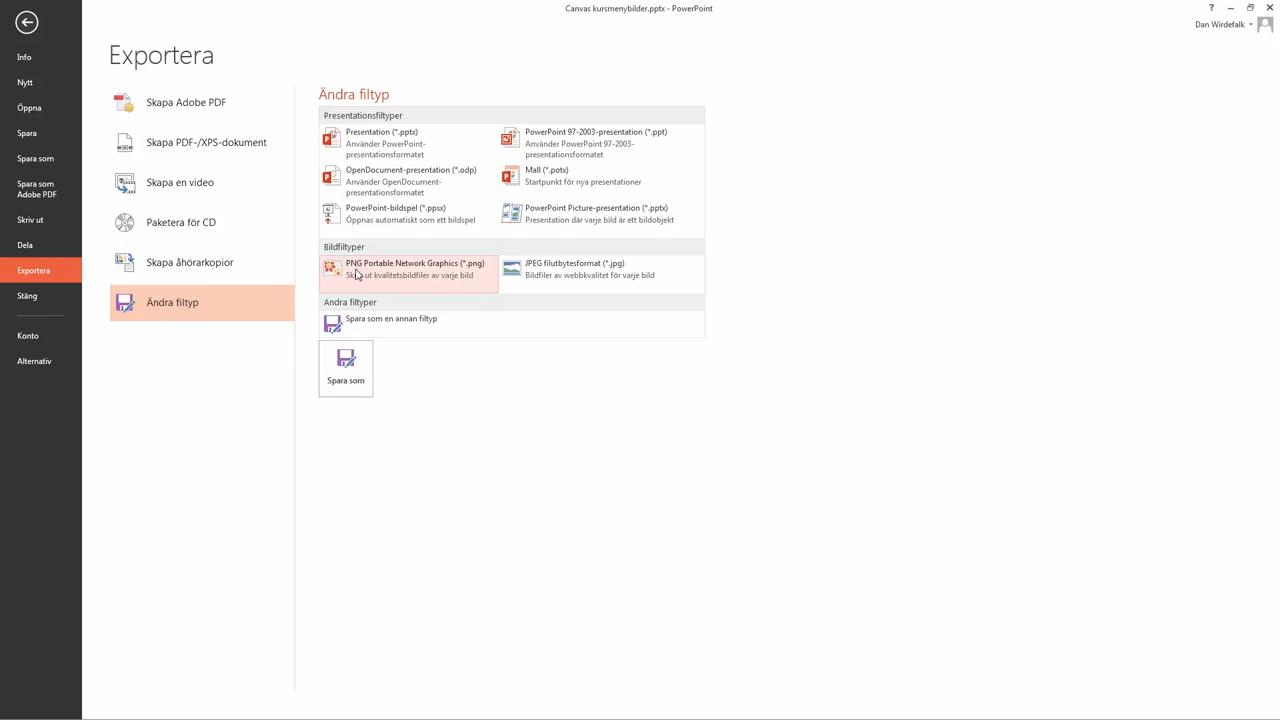 Canvas kursmenybilder.pptx - PowerPoint
?
Dan Wirdefalk
Info
Nytt
Öppna
Spara
Spara som
Spara som
Adobe PDF
Skriv ut
Dela
Exportera
Stäng
Konto
Alternativ
Exportera
Skapa Adobe PDF
Skapa PDF-/XPS-dokument
Skapa en video
Paketera för CD
Skapa åhörarkopior
Ändra filtyp
Ändra filtyp
Presentationsfiltyper
Presentation (*.pptx)
Använder PowerPoint-
presentationsformatet
PowerPoint 97-2003-presentation (*.ppt)
Använder PowerPoint 97-2003-
presentationsformatet
OpenDocument-presentation (*.odp)
Använder OpenDocument-
presentationsformatet
Mall (*.potx)
Startpunkt för nya presentationer
PowerPoint-bildspel (*.ppsx)
Öppnas automatiskt som ett bildspel
PowerPoint Picture-presentation (*.pptx)
Presentation där varje bild är ett bildobjekt
Bildfiltyper
PNG Portable Network Graphics (*.png)
ut kvalitetsbildfiler av varje bild
JPEG filutbytesformat (*.jpg)
Bildfiler av webbkvalitet för varje bild
Andra filtyper
Spara som en annan filtyp
Spara som